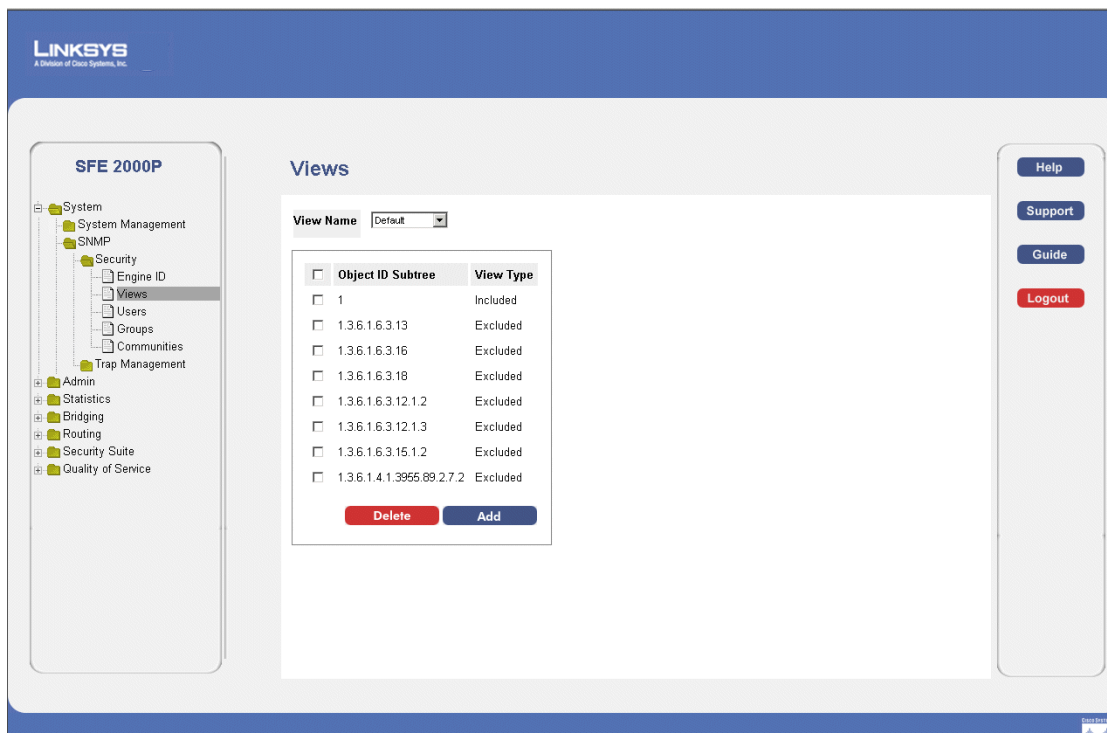 LINKSYS
A Division of Cisco Systems, Inc.
SFE 2000P
System
System Management
SNMP
Security
Engine ID
Views
Users
Groups
Communities
Trap Management
Admin
Statistics
Bridging
Routing
Security Suite
Quality of Service
Views
View Name Default
Object ID Subtree View Type
1 Included
1.3.6.1.6.3.13 Excluded
1.3.6.1.6.3.16 Excluded
1.3.6.1.6.3.18 Excluded
1.3.6.1.6.3.12.1.2 Excluded
1.3.6.1.6.3.12.1.3 Excluded
1.3.6.1.6.3.15.1.2 Excluded
1.3.6.1.4.1.3955.89.2.7.2 Excluded
Delete Add
Help
Support
Guide
Logout